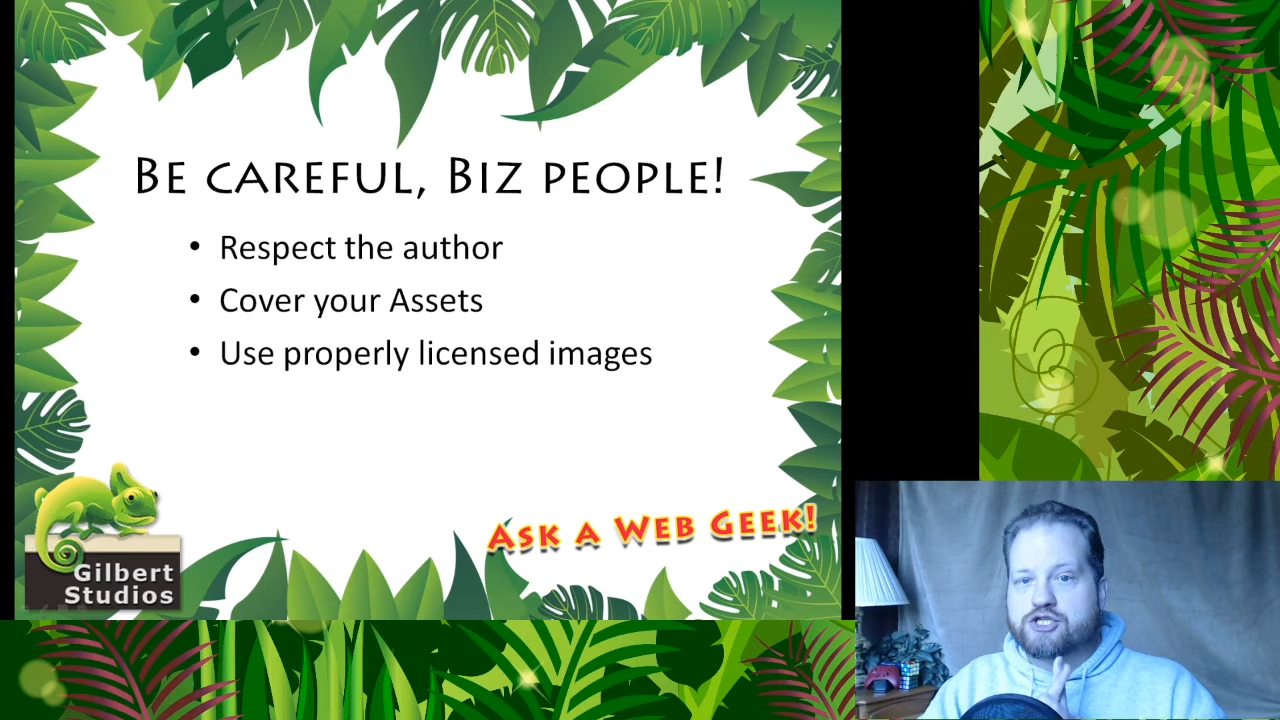 Be careful, Biz people!
• Respect the author
• Cover your Assets
• Use properly licensed images
Ask a Web Geek!
Gilbert
Studios